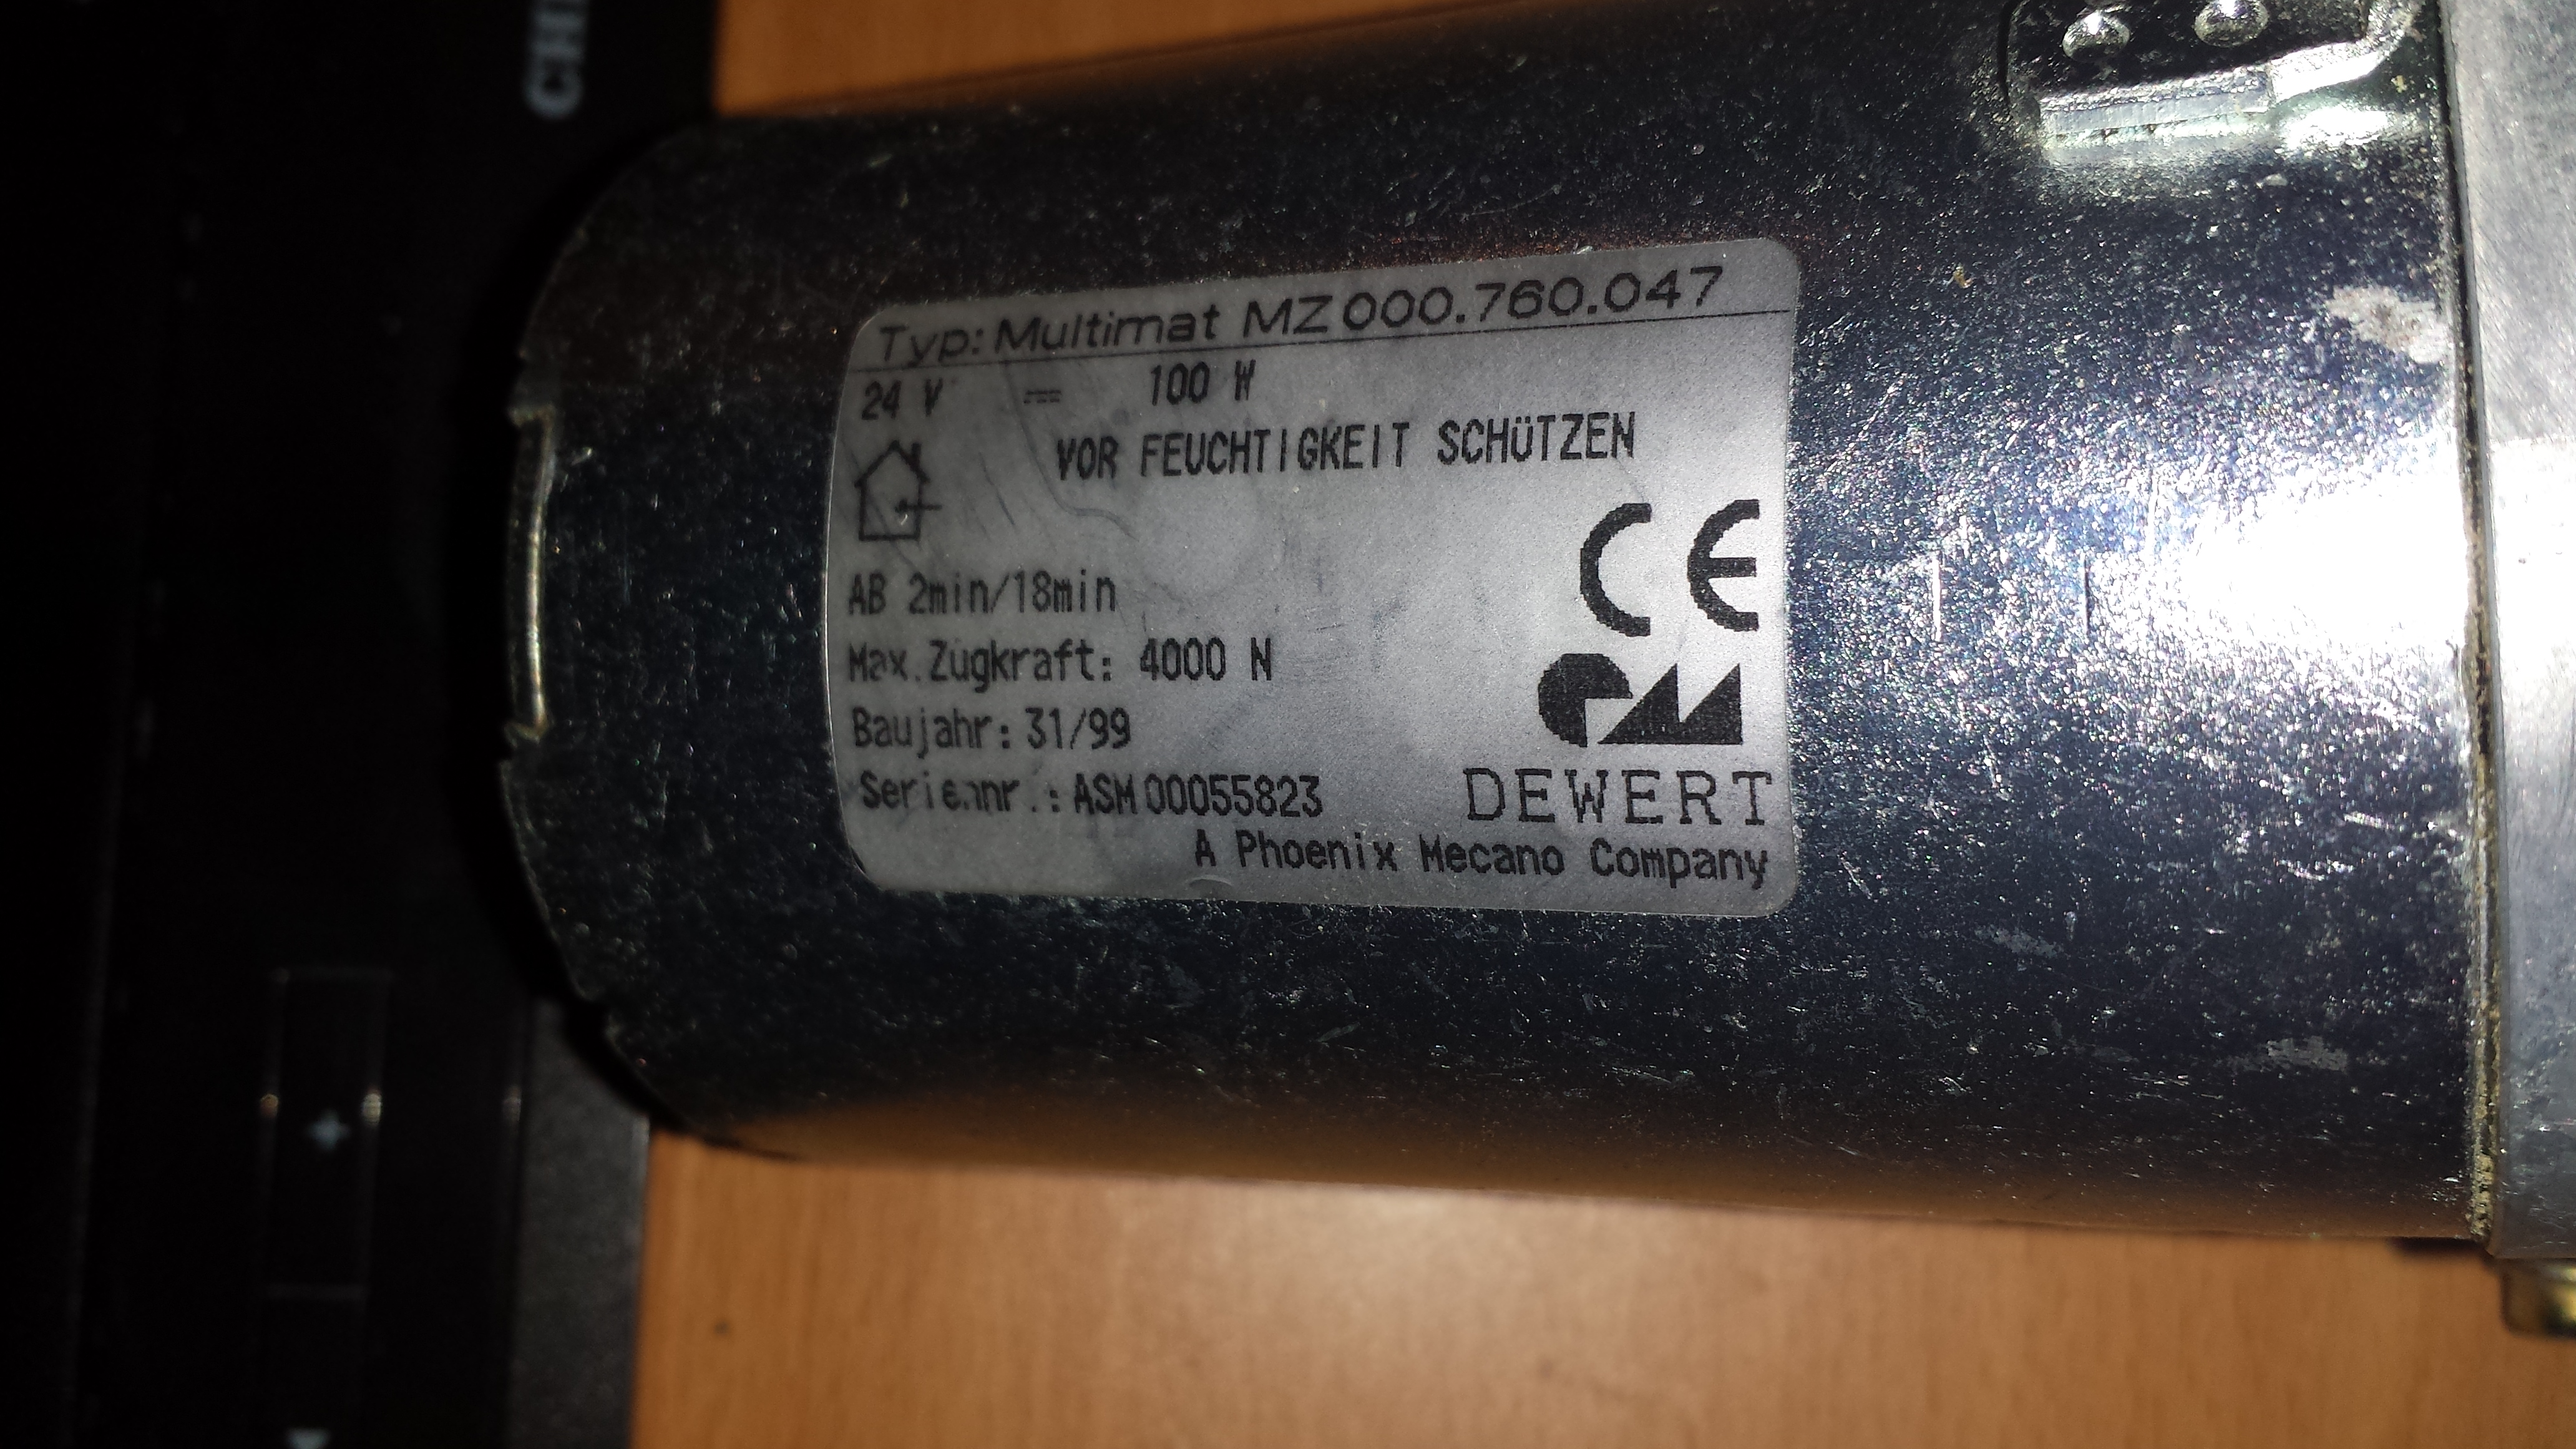 CHE
Typ: Multimat MZ000.760.047
24 V ⎓ 100 W
VOR FEUCHTIGKEIT SCHÜTZEN
CE
AB 2min/18min
Max.Zugkraft: 4000 N
Baujahr: 31/99
Seriennr.: ASM00055823
DEWERT
A Phoenix Mecano Company
+